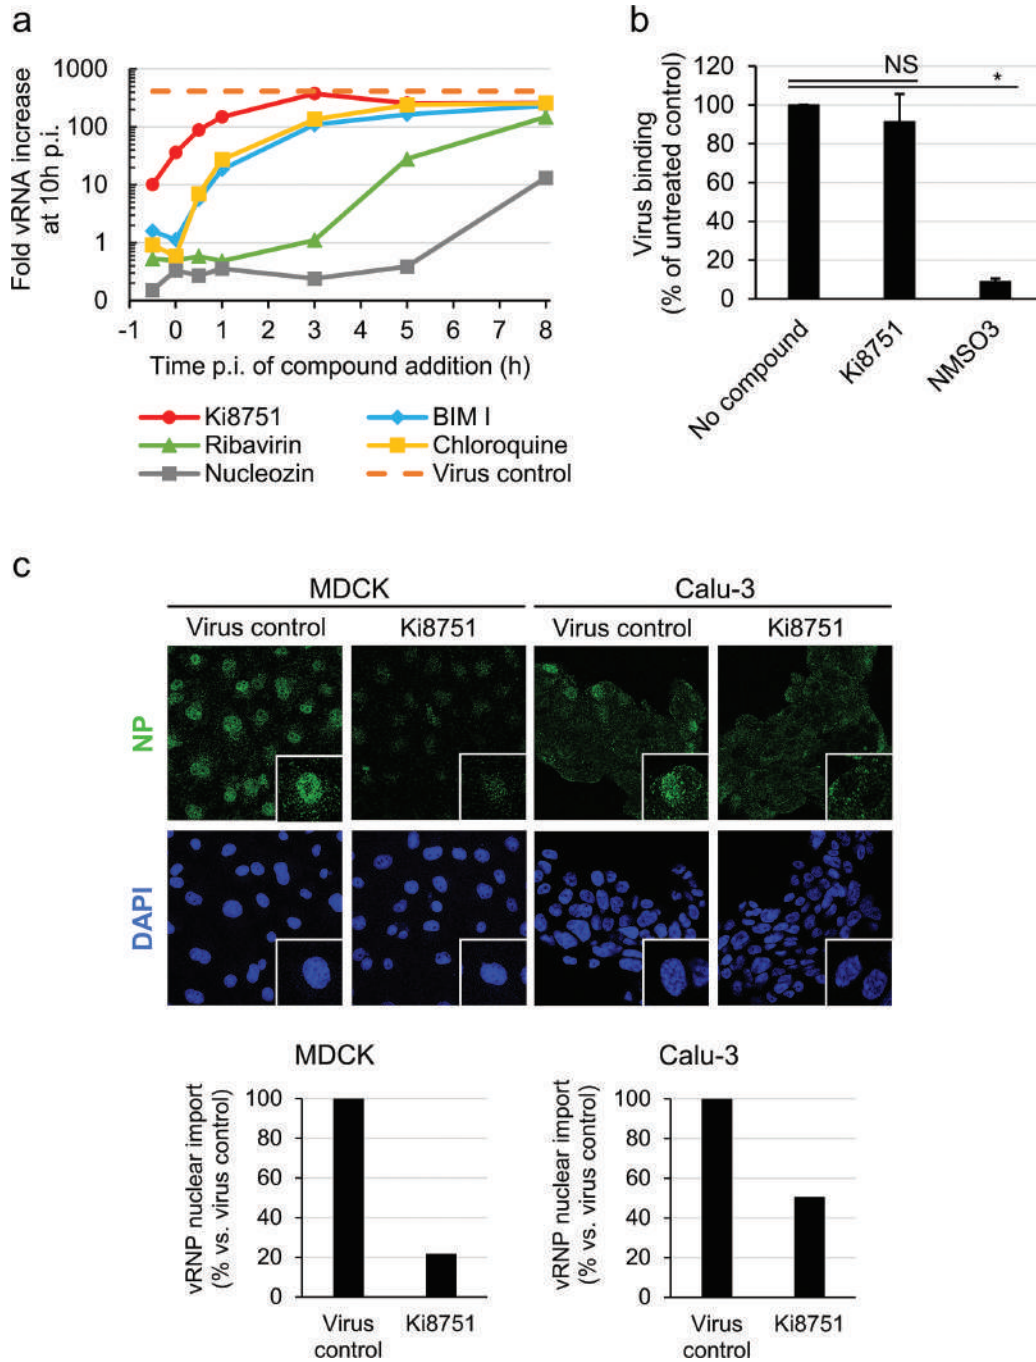 a
Fold vRNA increase
at 10h p.i.
1000
100
10
1
0
-1 0 1 2 3 4 5 6 7 8
Time p.i. of compound addition (h)
Ki8751
BIM I
Ribavirin
Chloroquine
Nucleozin
Virus control
b
Virus binding
(% of untreated control)
120
100
80
60
40
20
0
NS
*
No compound
Ki8751
NMSO3
c
MDCK
Calu-3
Virus control
Ki8751
Virus control
Ki8751
NP
DAPI
MDCK
vRNP nuclear import
(% vs. virus control)
100
80
60
40
20
0
Virus
control
Ki8751
Calu-3
vRNP nuclear import
(% vs. virus control)
100
80
60
40
20
0
Virus
control
Ki8751